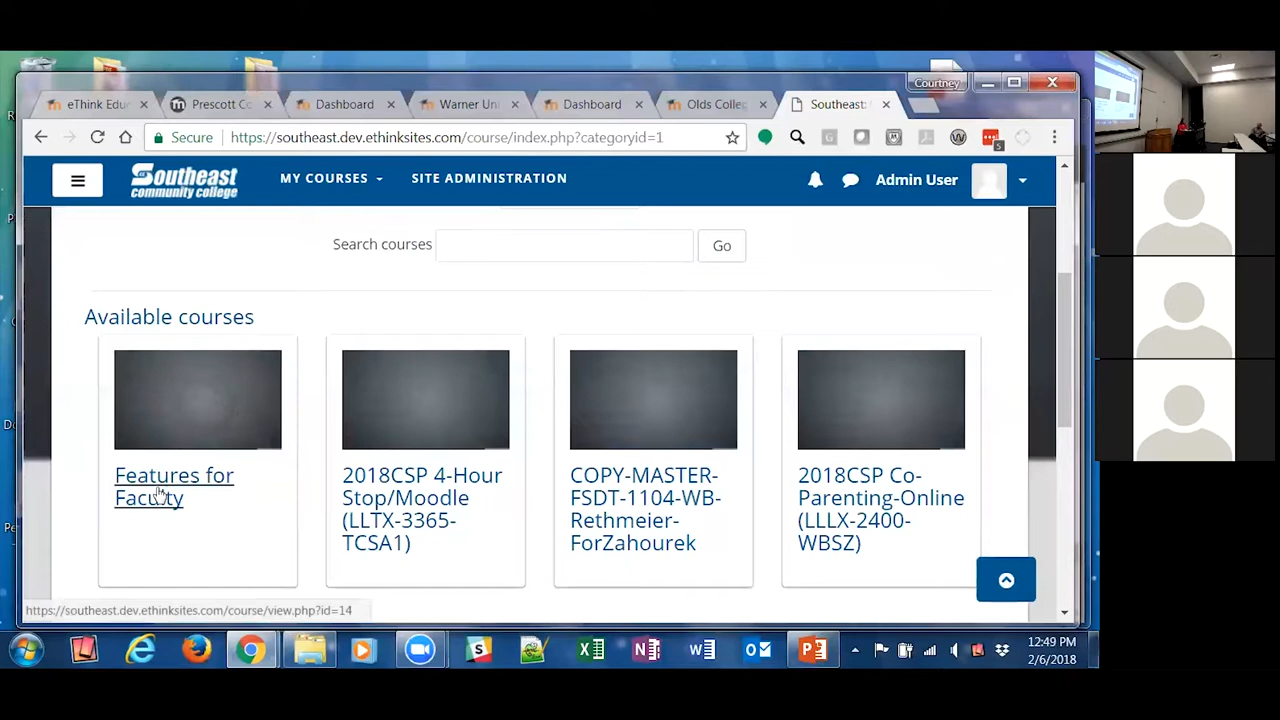 Courtney
eThink Edu
Prescott Co
Dashboard
Warner Uni
Dashboard
Olds Colleg
Southeast:
Secure
https://southeast.dev.ethinksites.com/course/index.php?categoryid=1
5
Southeast
community college
MY COURSES
SITE ADMINISTRATION
Admin User
Search courses
Go
Available courses
Features for
Faculty
2018CSP 4-Hour
Stop/Moodle
(LLTX-3365-
TCSA1)
COPY-MASTER-
FSDT-1104-WB-
Rethmeier-
ForZahourek
2018CSP Co-
Parenting-Online
(LLLX-2400-
WBSZ)
https://southeast.dev.ethinksites.com/course/view.php?id=14
12:49 PM
2/6/2018